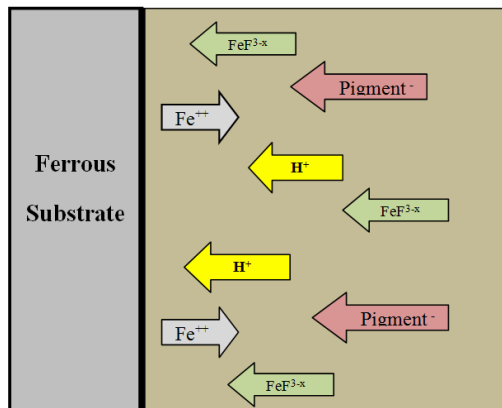 FeF³⁻ˣ
Pigment ⁻
Fe⁺⁺
Ferrous
Substrate
H⁺
FeF³⁻ˣ
H⁺
Pigment ⁻
Fe⁺⁺
FeF³⁻ˣ